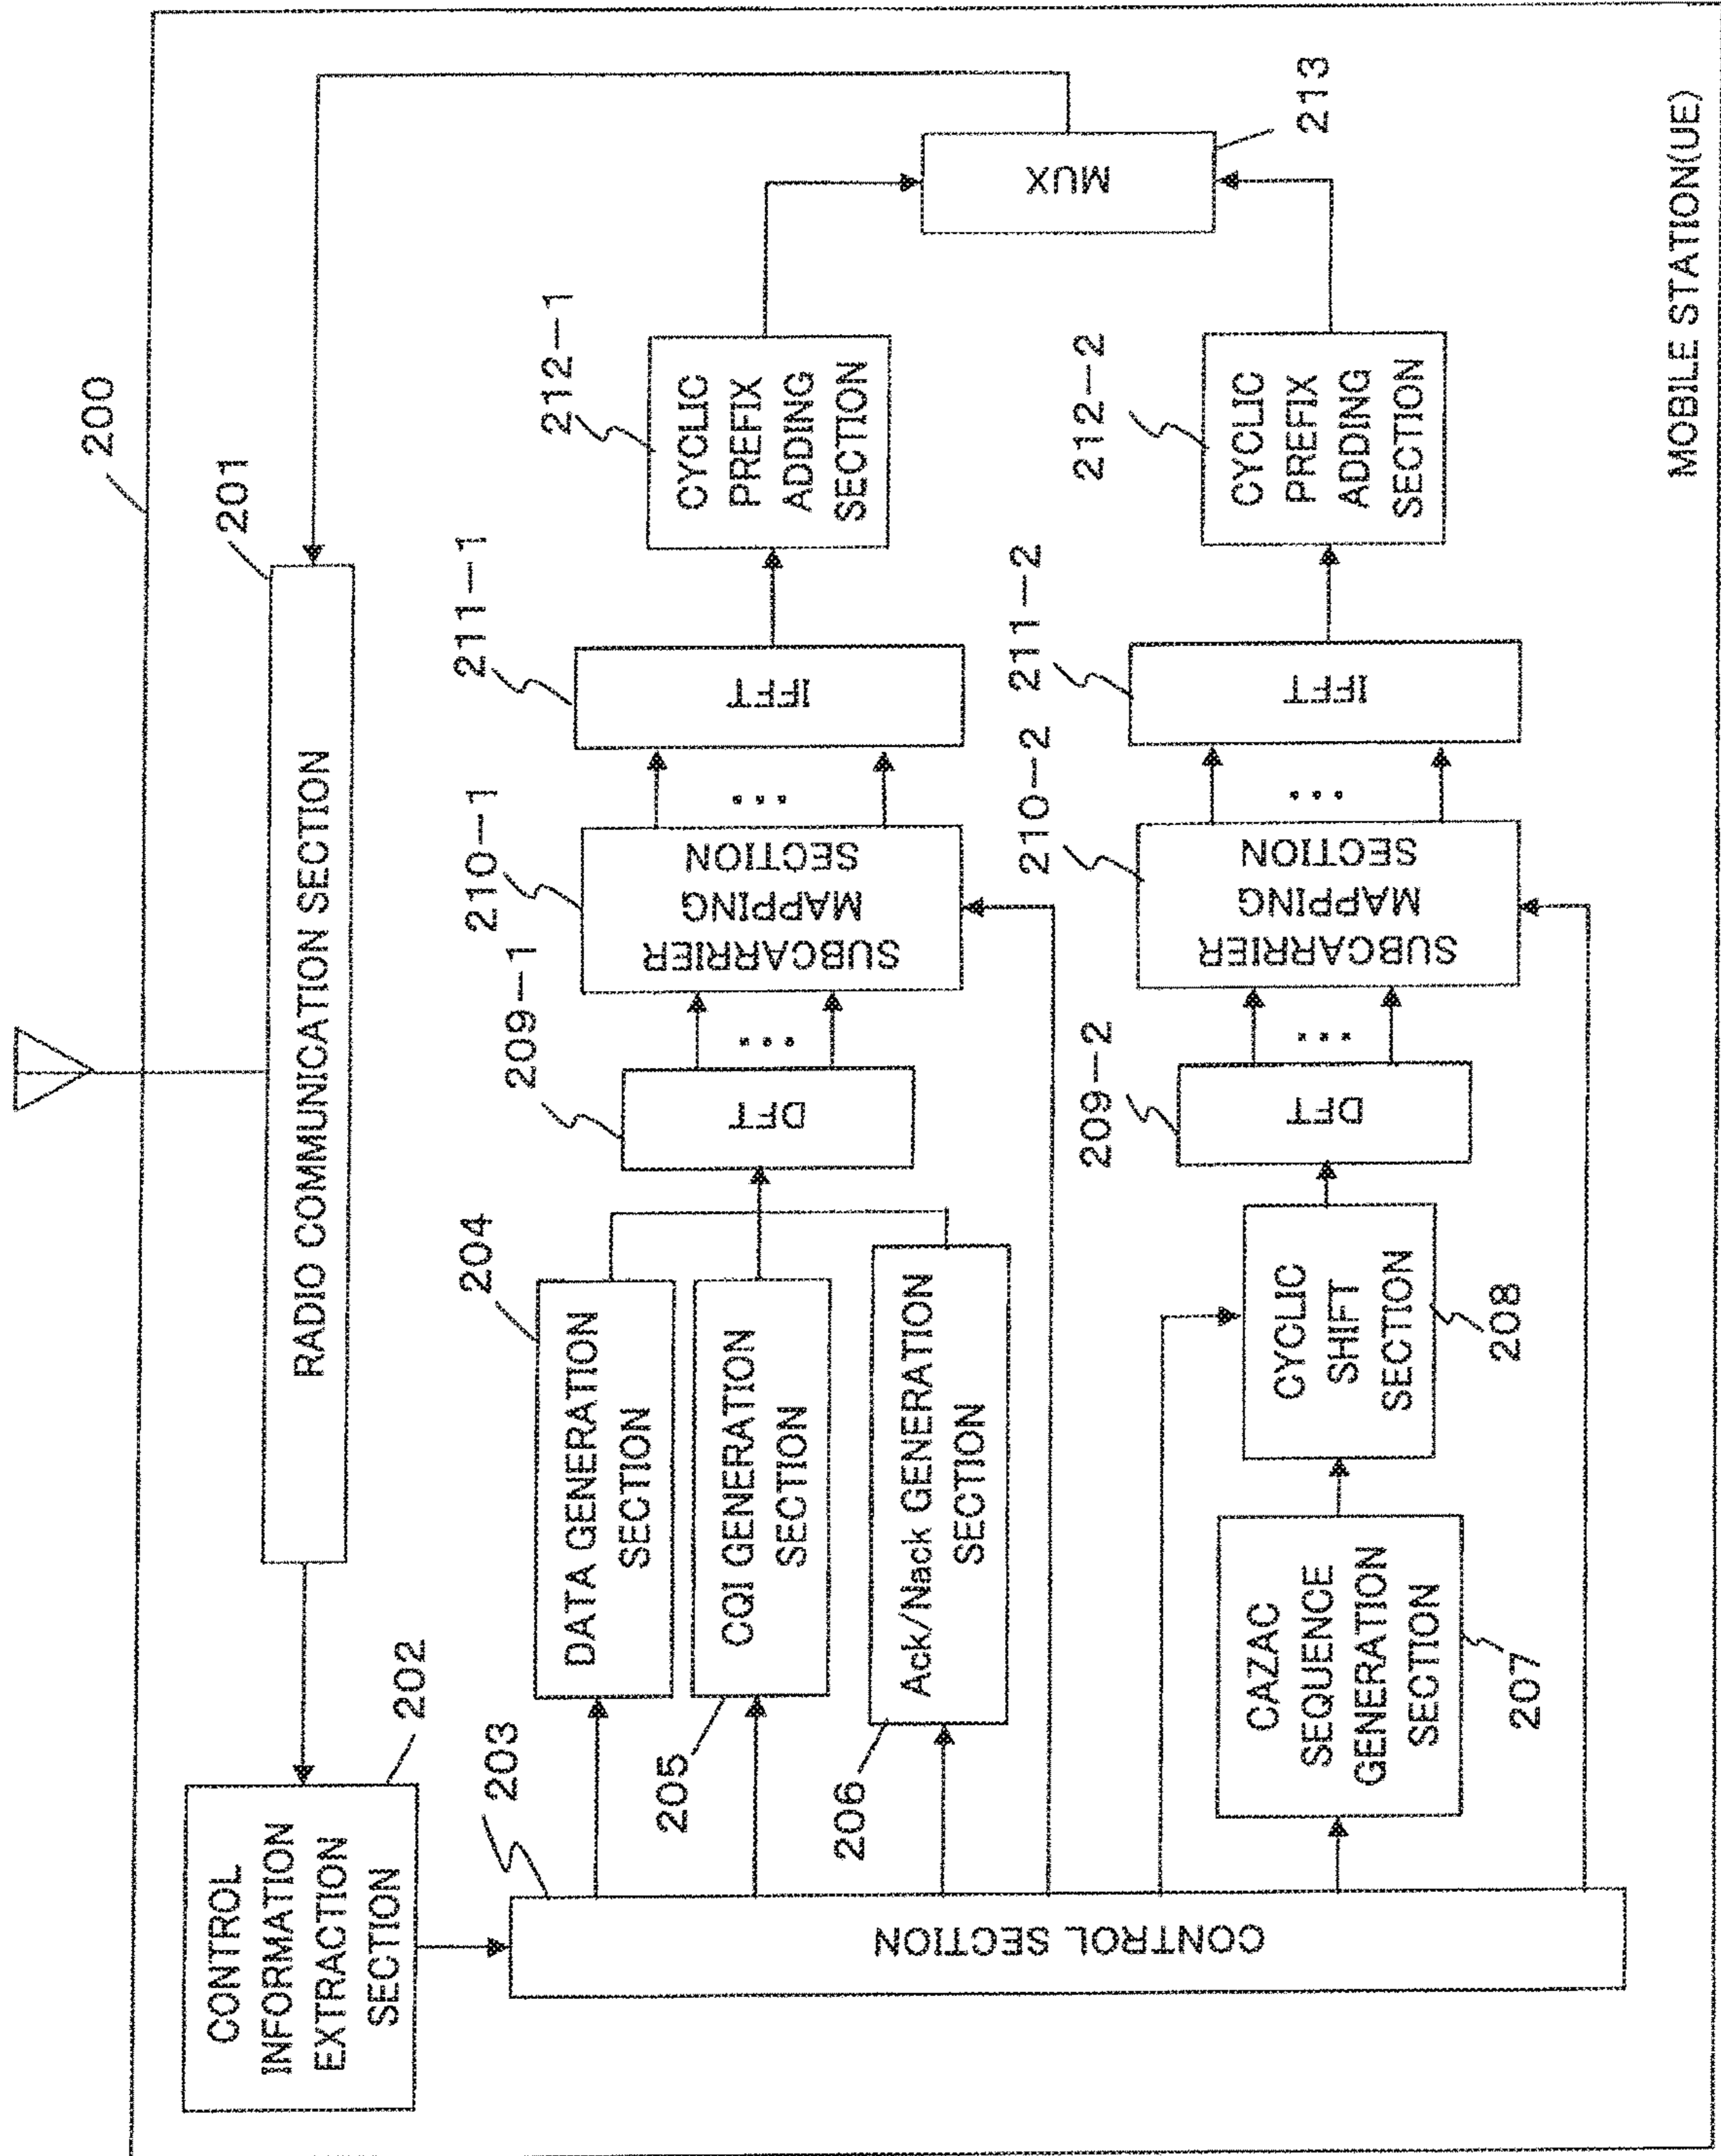 200
RADIO COMMUNICATION SECTION
201
CONTROL
INFORMATION
EXTRACTION
SECTION
202
203
CONTROL SECTION
DATA GENERATION
SECTION
204
CQI GENERATION
SECTION
205
Ack/Nack GENERATION
SECTION
206
DFT
209-1
...
SUBCARRIER
MAPPING
SECTION
210-1
...
IFFT
211-1
CYCLIC
PREFIX
ADDING
SECTION
212-1
MUX
213
CAZAC
SEQUENCE
GENERATION
SECTION
207
CYCLIC
SHIFT
SECTION
208
DFT
209-2
...
SUBCARRIER
MAPPING
SECTION
210-2
...
IFFT
211-2
CYCLIC
PREFIX
ADDING
SECTION
212-2
MOBILE STATION(UE)